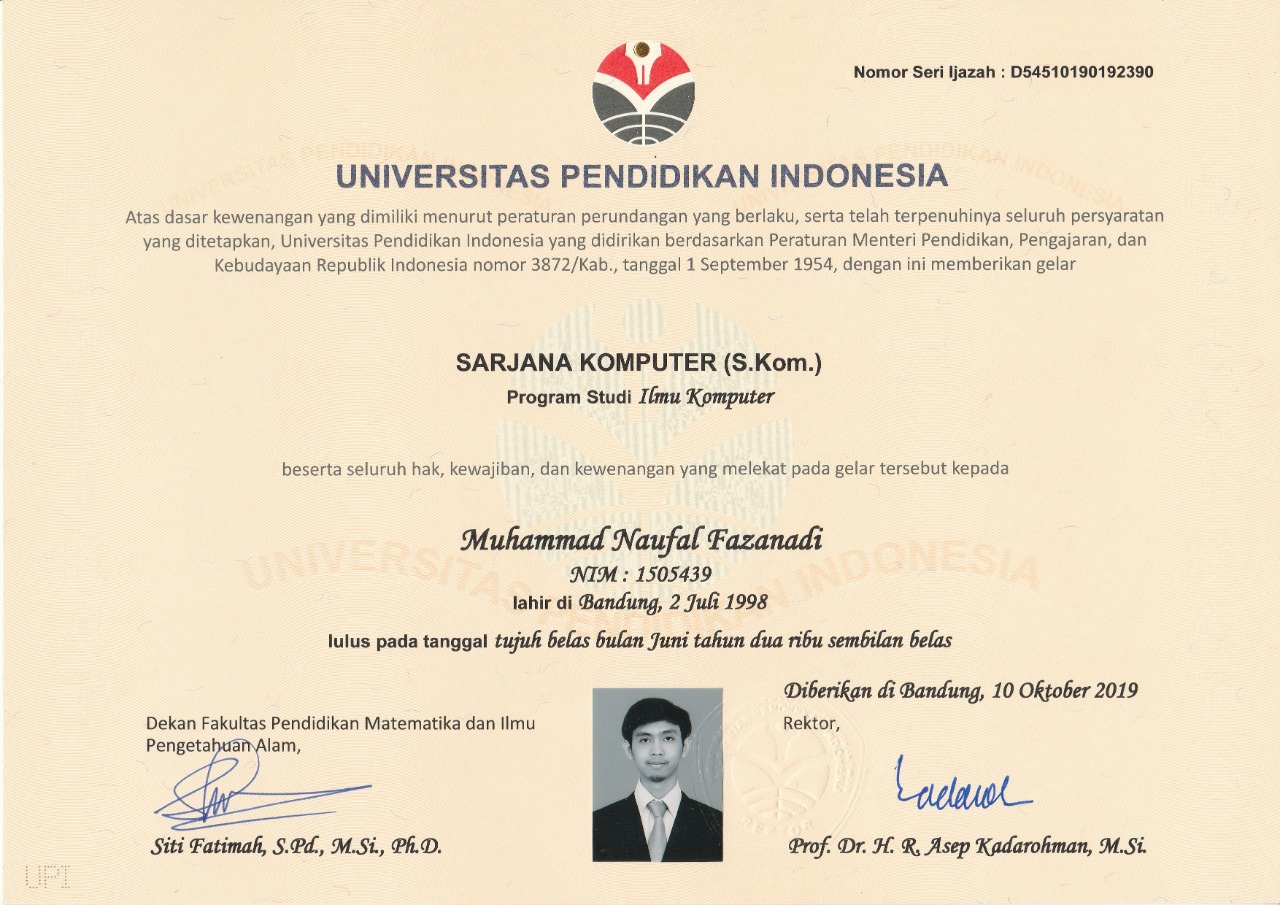 Nomor Seri Ijazah : D54510190192390
UNIVERSITAS PENDIDIKAN INDONESIA
Atas dasar kewenangan yang dimiliki menurut peraturan perundangan yang berlaku, serta telah terpenuhinya seluruh persyaratan
yang ditetapkan, Universitas Pendidikan Indonesia yang didirikan berdasarkan Peraturan Menteri Pendidikan, Pengajaran, dan
Kebudayaan Republik Indonesia nomor 3872/Kab., tanggal 1 September 1954, dengan ini memberikan gelar
SARJANA KOMPUTER (S.Kom.)
Program Studi Ilmu Komputer
beserta seluruh hak, kewajiban, dan kewenangan yang melekat pada gelar tersebut kepada
Muhammad Naufal Fazanadi
NIM : 1505439
lahir di Bandung, 2 Juli 1998
UNIVERSITAS PENDIDIKAN INDONESIA
lulus pada tanggal tujuh belas bulan Juni tahun dua ribu sembilan belas
Diberikan di Bandung, 10 Oktober 2019
Dekan Fakultas Pendidikan Matematika dan Ilmu
Pengetahuan Alam,
Rektor,
Siti Fatimah, S.Pd., M.Si., Ph.D.
Prof. Dr. H. R. Asep Kadarohman, M.Si.
UPI